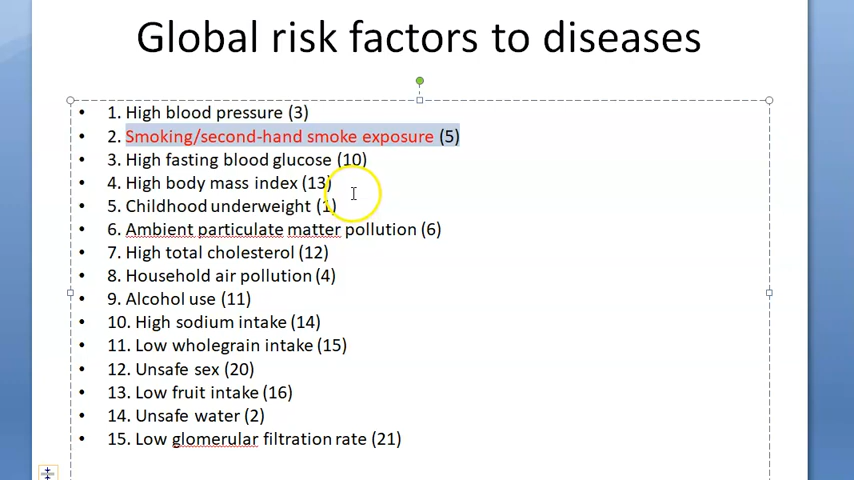 Global risk factors to diseases
• 1. High blood pressure (3)
• 2. Smoking/second-hand smoke exposure (5)
• 3. High fasting blood glucose (10)
• 4. High body mass index (13)
• 5. Childhood underweight (1)
• 6. Ambient particulate matter pollution (6)
• 7. High total cholesterol (12)
• 8. Household air pollution (4)
• 9. Alcohol use (11)
• 10. High sodium intake (14)
• 11. Low wholegrain intake (15)
• 12. Unsafe sex (20)
• 13. Low fruit intake (16)
• 14. Unsafe water (2)
• 15. Low glomerular filtration rate (21)